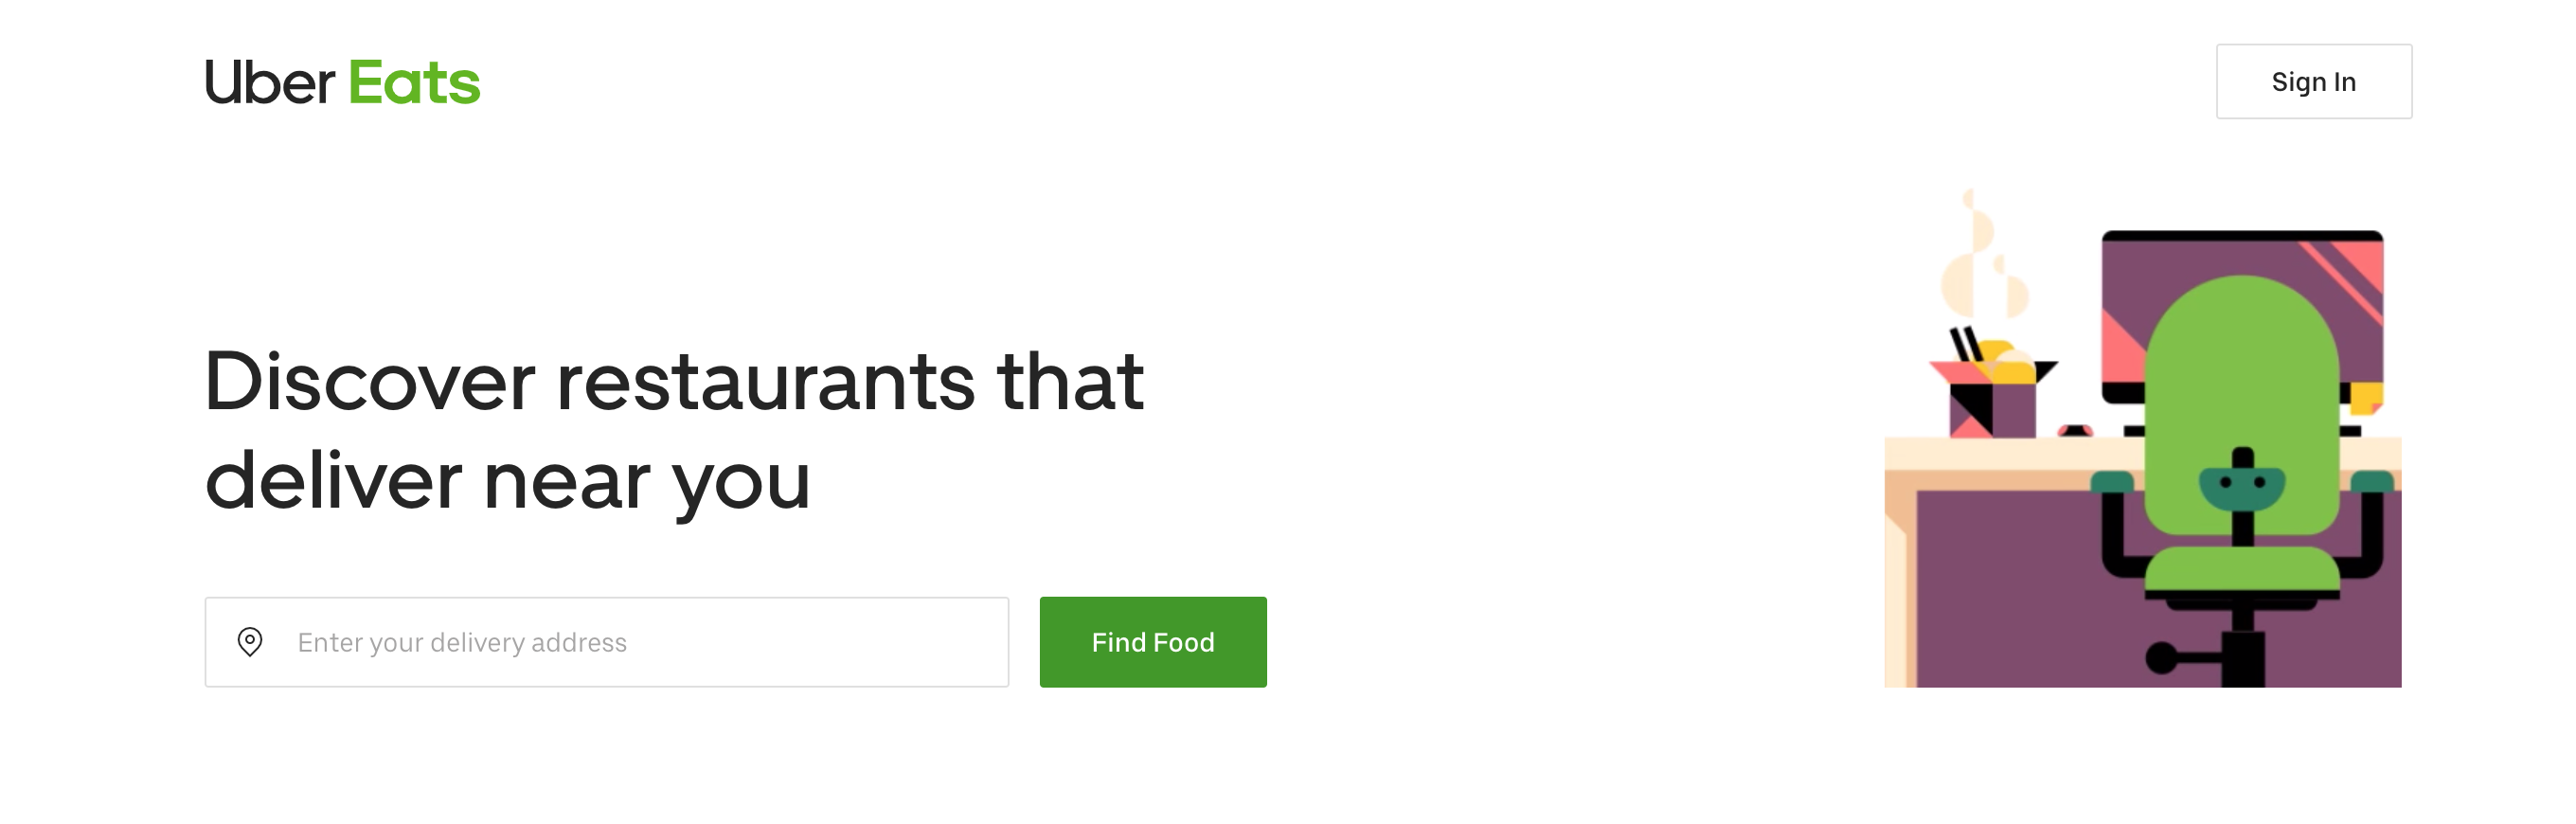 Uber Eats
Sign In
Discover restaurants that
deliver near you
Enter your delivery address
Find Food